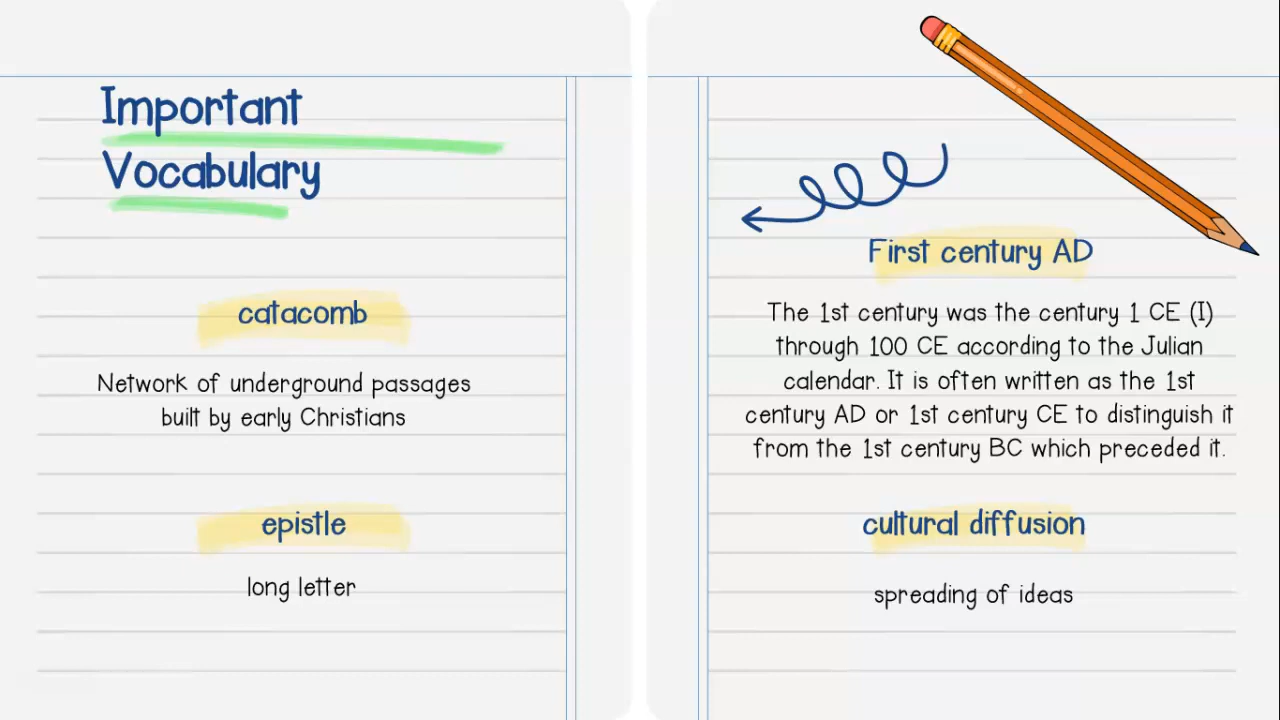 Important
Vocabulary
catacomb
Network of underground passages
built by early Christians
epistle
long letter
First century AD
The 1st century was the century 1 CE (I)
through 100 CE according to the Julian
calendar. It is often written as the 1st
century AD or 1st century CE to distinguish it
from the 1st century BC which preceded it.
cultural diffusion
spreading of ideas